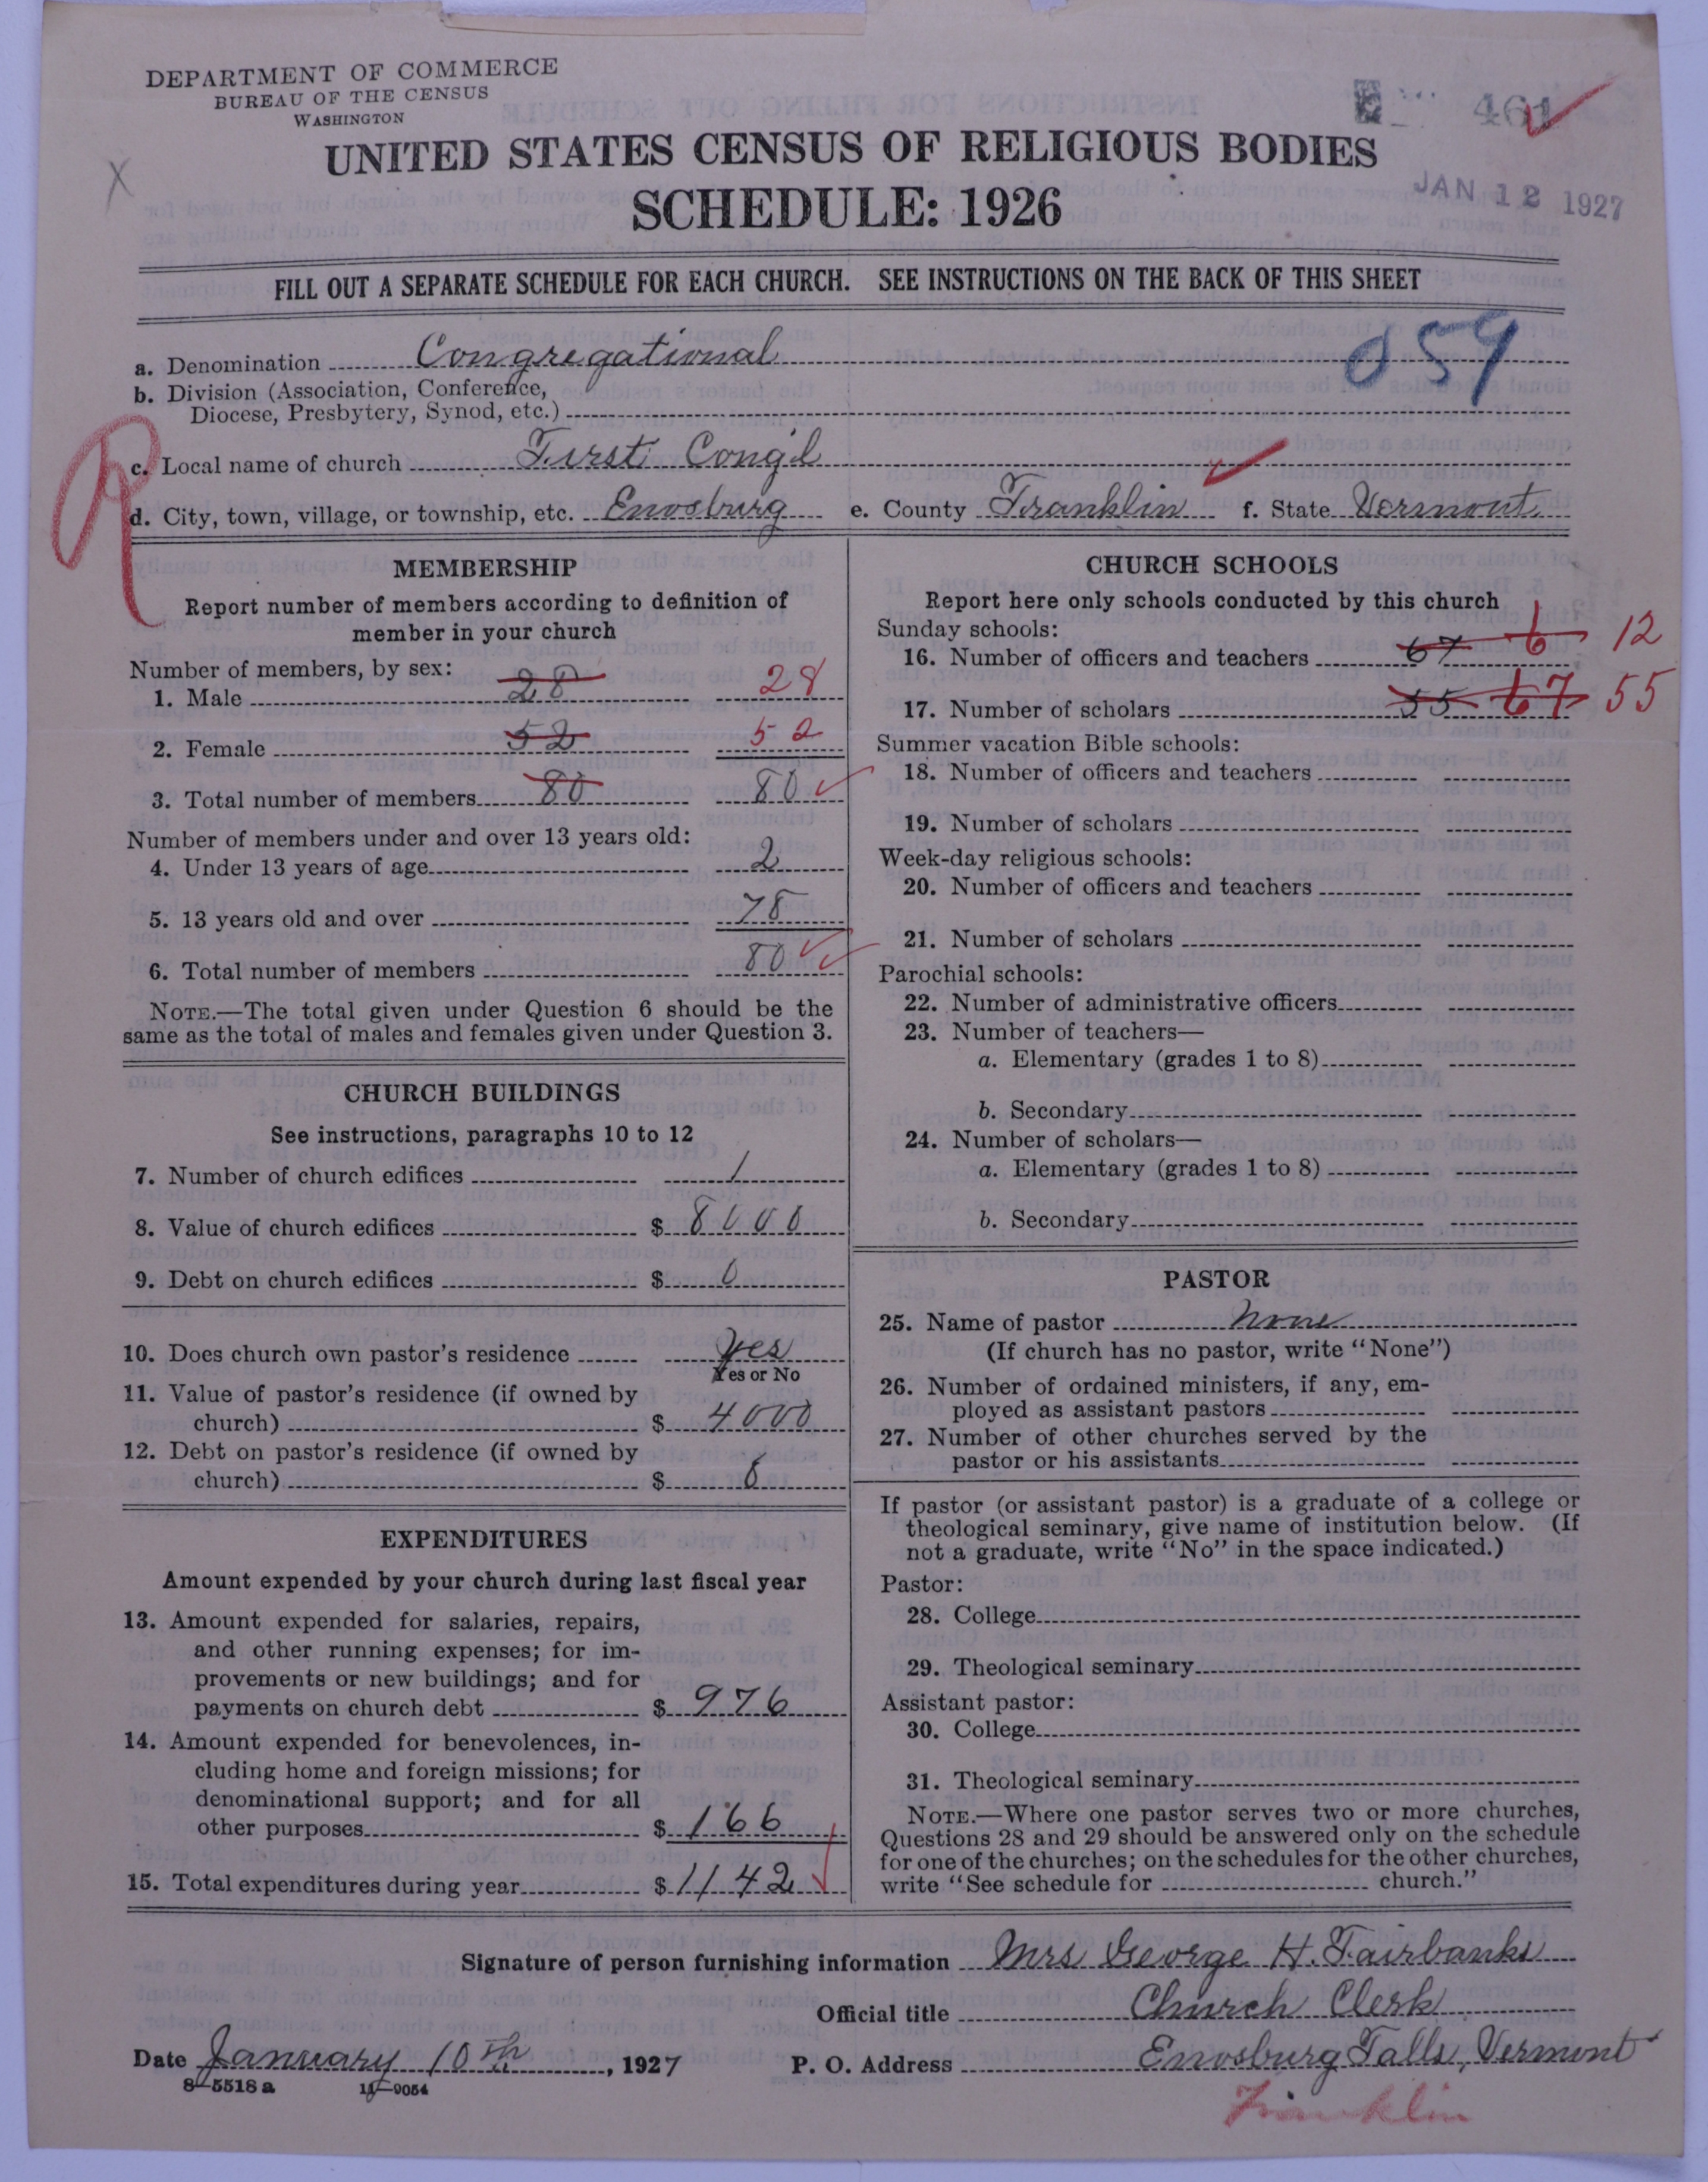 DEPARTMENT OF COMMERCE
BUREAU OF THE CENSUS
WASHINGTON
461
UNITED STATES CENSUS OF RELIGIOUS BODIES
SCHEDULE: 1926
JAN 12 1927
X
FILL OUT A SEPARATE SCHEDULE FOR EACH CHURCH. SEE INSTRUCTIONS ON THE BACK OF THIS SHEET
a. Denomination Congregational
059
b. Division (Association, Conference,
Diocese, Presbytery, Synod, etc.)
R
c. Local name of church First Cong'l
d. City, town, village, or township, etc. Enosburg e. County Franklin f. State Vermont
MEMBERSHIP
Report number of members according to definition of
member in your church
Number of members, by sex:
1. Male 28 28
2. Female 52 52
3. Total number of members 80 80
Number of members under and over 13 years old:
4. Under 13 years of age 2
5. 13 years old and over 78
6. Total number of members 80
NOTE.—The total given under Question 6 should be the
same as the total of males and females given under Question 3.
CHURCH BUILDINGS
See instructions, paragraphs 10 to 12
7. Number of church edifices 1
8. Value of church edifices $ 8000
9. Debt on church edifices $ 0
10. Does church own pastor's residence Yes
Yes or No
11. Value of pastor's residence (if owned by
church) $ 4000
12. Debt on pastor's residence (if owned by
church) $ 0
EXPENDITURES
Amount expended by your church during last fiscal year
13. Amount expended for salaries, repairs,
and other running expenses; for im-
provements or new buildings; and for
payments on church debt $ 976
14. Amount expended for benevolences, in-
cluding home and foreign missions; for
denominational support; and for all
other purposes $ 166
15. Total expenditures during year $ 1142
CHURCH SCHOOLS
Report here only schools conducted by this church
Sunday schools:
16. Number of officers and teachers 67 6 12
17. Number of scholars 55 67 55
Summer vacation Bible schools:
18. Number of officers and teachers
19. Number of scholars
Week-day religious schools:
20. Number of officers and teachers
21. Number of scholars
Parochial schools:
22. Number of administrative officers
23. Number of teachers—
a. Elementary (grades 1 to 8)
b. Secondary
24. Number of scholars—
a. Elementary (grades 1 to 8)
b. Secondary
PASTOR
25. Name of pastor None
(If church has no pastor, write "None")
26. Number of ordained ministers, if any, em-
ployed as assistant pastors
27. Number of other churches served by the
pastor or his assistants
If pastor (or assistant pastor) is a graduate of a college or
theological seminary, give name of institution below. (If
not a graduate, write "No" in the space indicated.)
Pastor:
28. College
29. Theological seminary
Assistant pastor:
30. College
31. Theological seminary
NOTE.—Where one pastor serves two or more churches,
Questions 28 and 29 should be answered only on the schedule
for one of the churches; on the schedules for the other churches,
write "See schedule for church."
Signature of person furnishing information Mrs George H. Fairbanks
Official title Church Clerk
Date January 10th, 1927 P. O. Address Enosburg Falls, Vermont
8-5518a 11-9054
Franklin